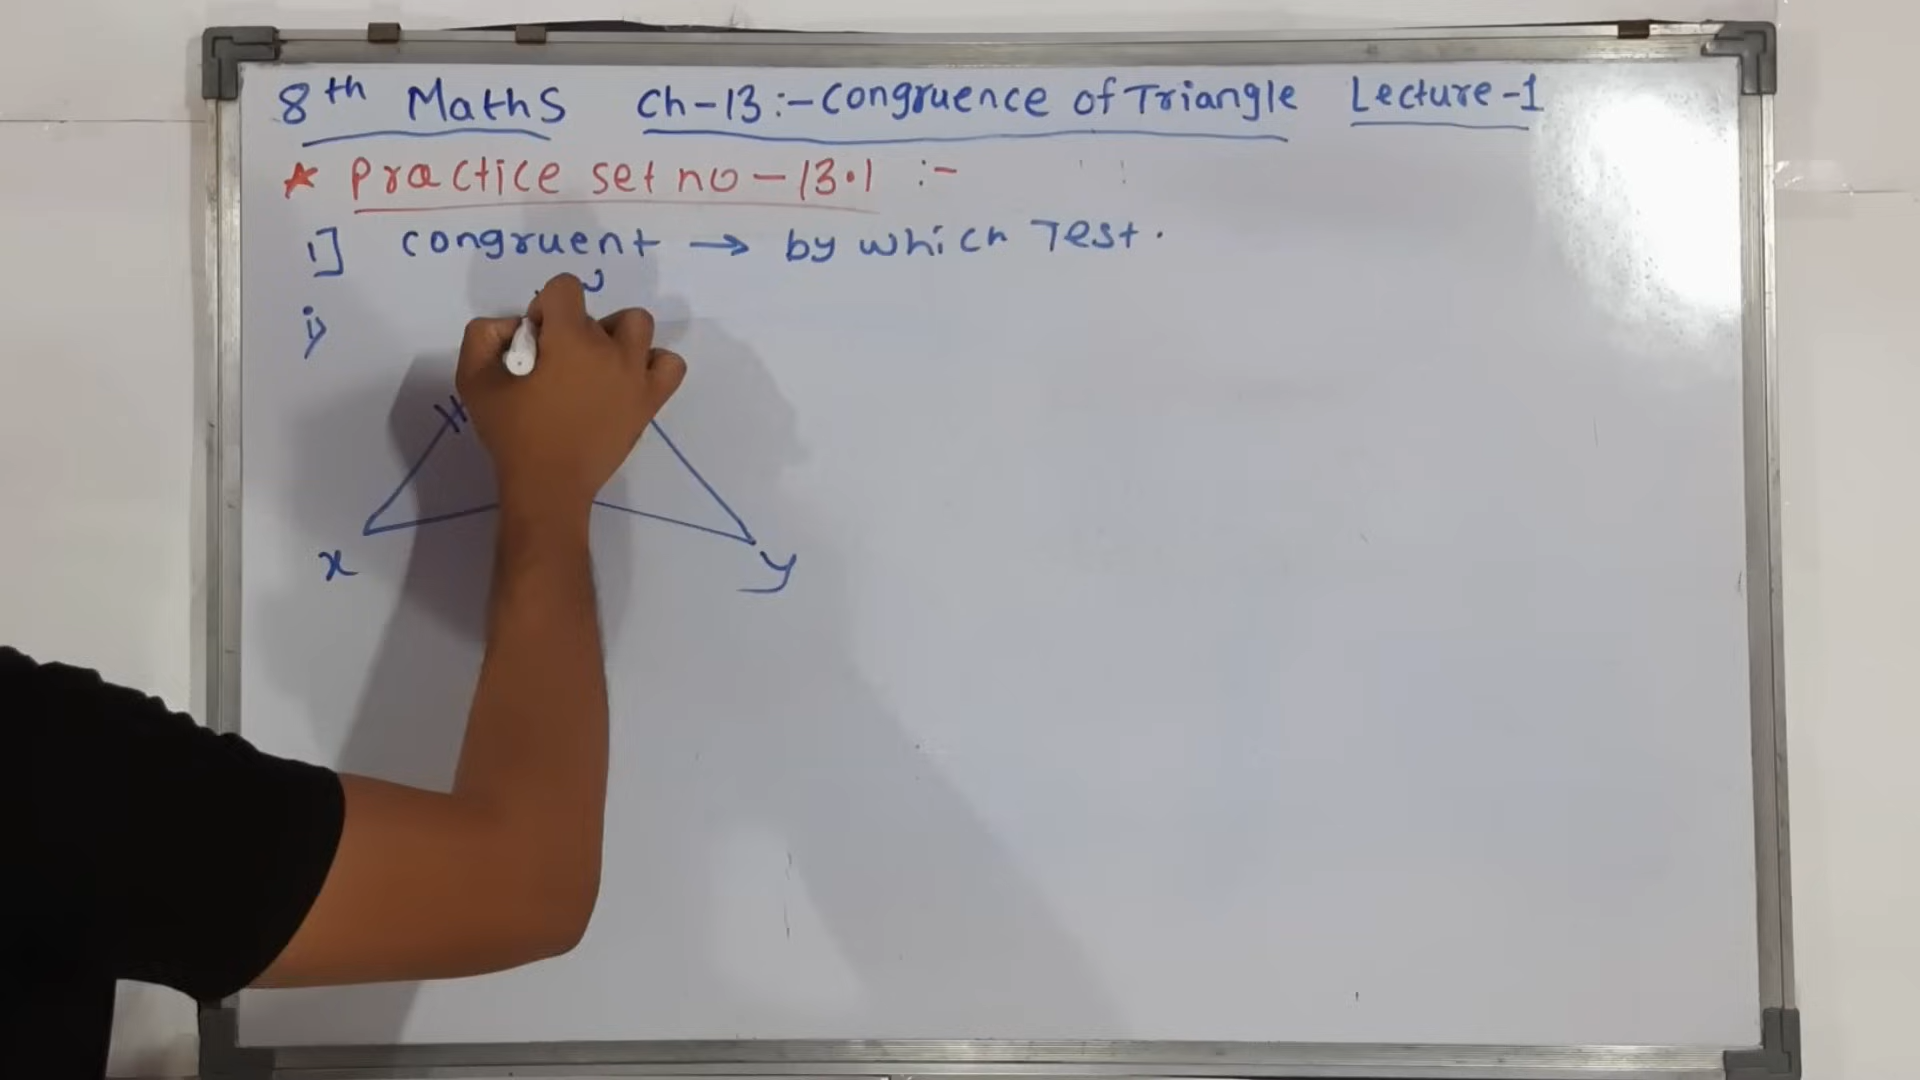 8th Maths Ch-13:- Congruence of Triangle Lecture-1
* Practice set no - 13.1 :-
1] congruent → by which Test.
i)
x y